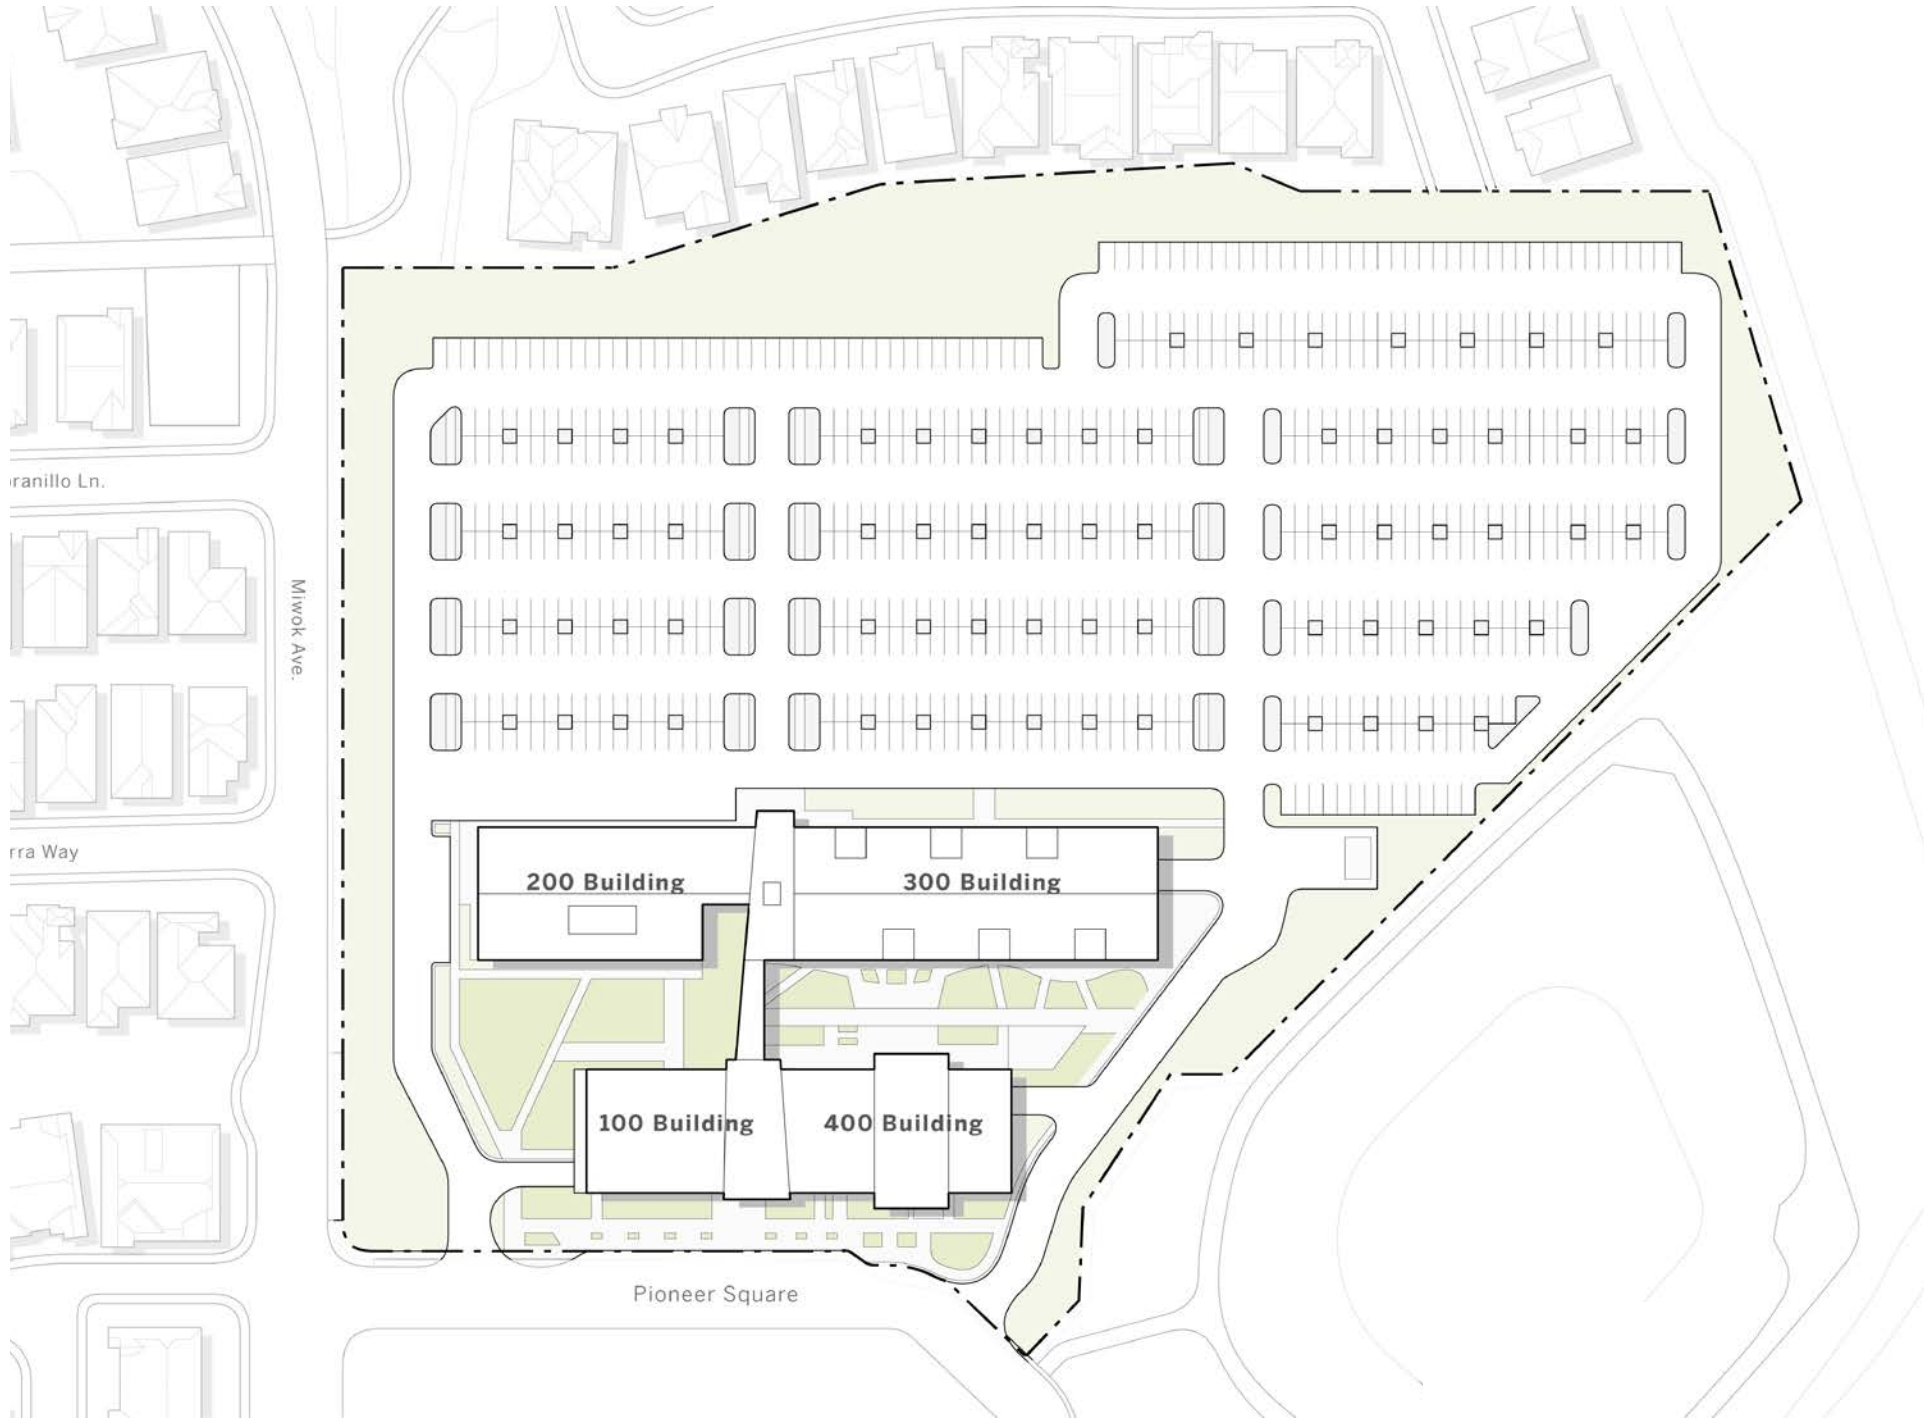 ranillo Ln.
Miwok Ave.
rra Way
200 Building
300 Building
100 Building
400 Building
Pioneer Square